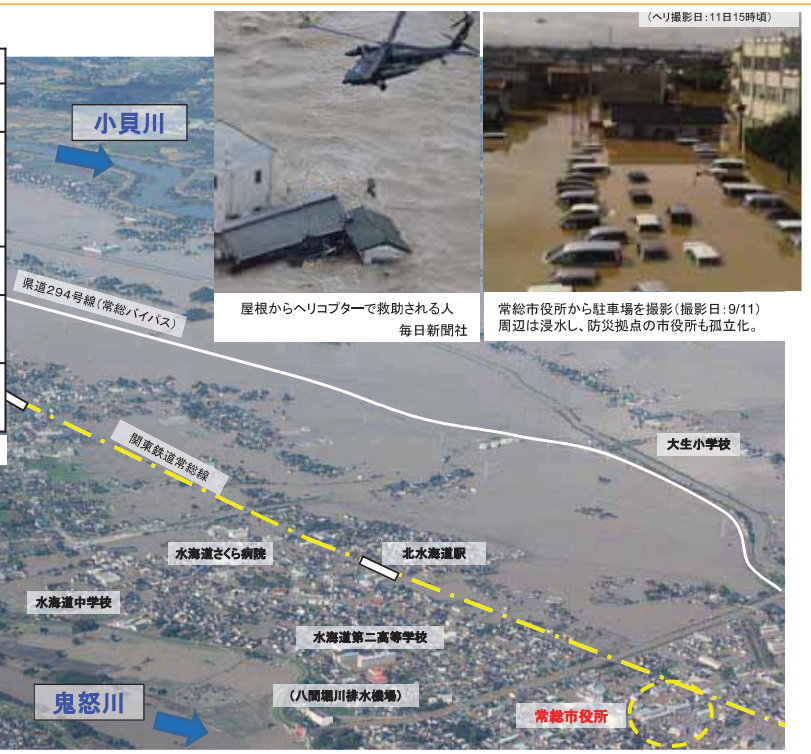 （ヘリ撮影日：11日15時頃）
小貝川
屋根からヘリコプターで救助される人
毎日新聞社
常総市役所から駐車場を撮影（撮影日：9/11）
周辺は浸水し、防災拠点の市役所も孤立化。
県道294号線（常総バイパス）
大生小学校
関東鉄道常総線
水海道さくら病院
北水海道駅
水海道中学校
水海道第二高等学校
鬼怒川
（八間堀川排水機場）
常総市役所